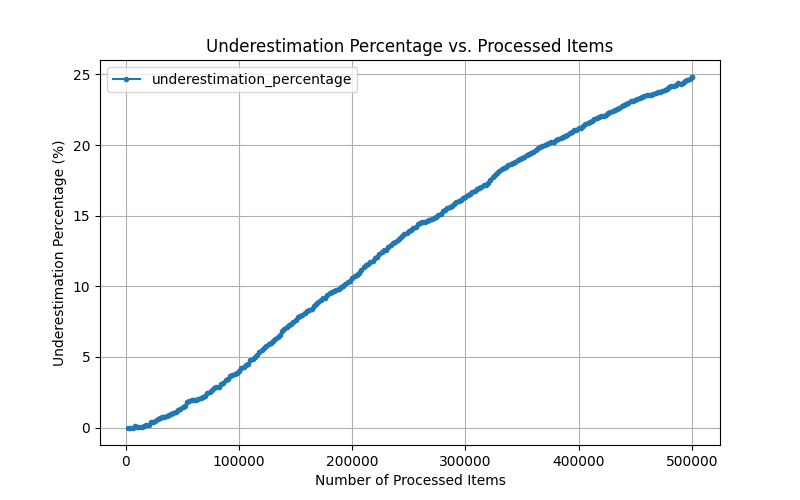 Underestimation Percentage vs. Processed Items
underestimation_percentage
Underestimation Percentage (%)
25
20
15
10
5
0
0 100000 200000 300000 400000 500000
Number of Processed Items